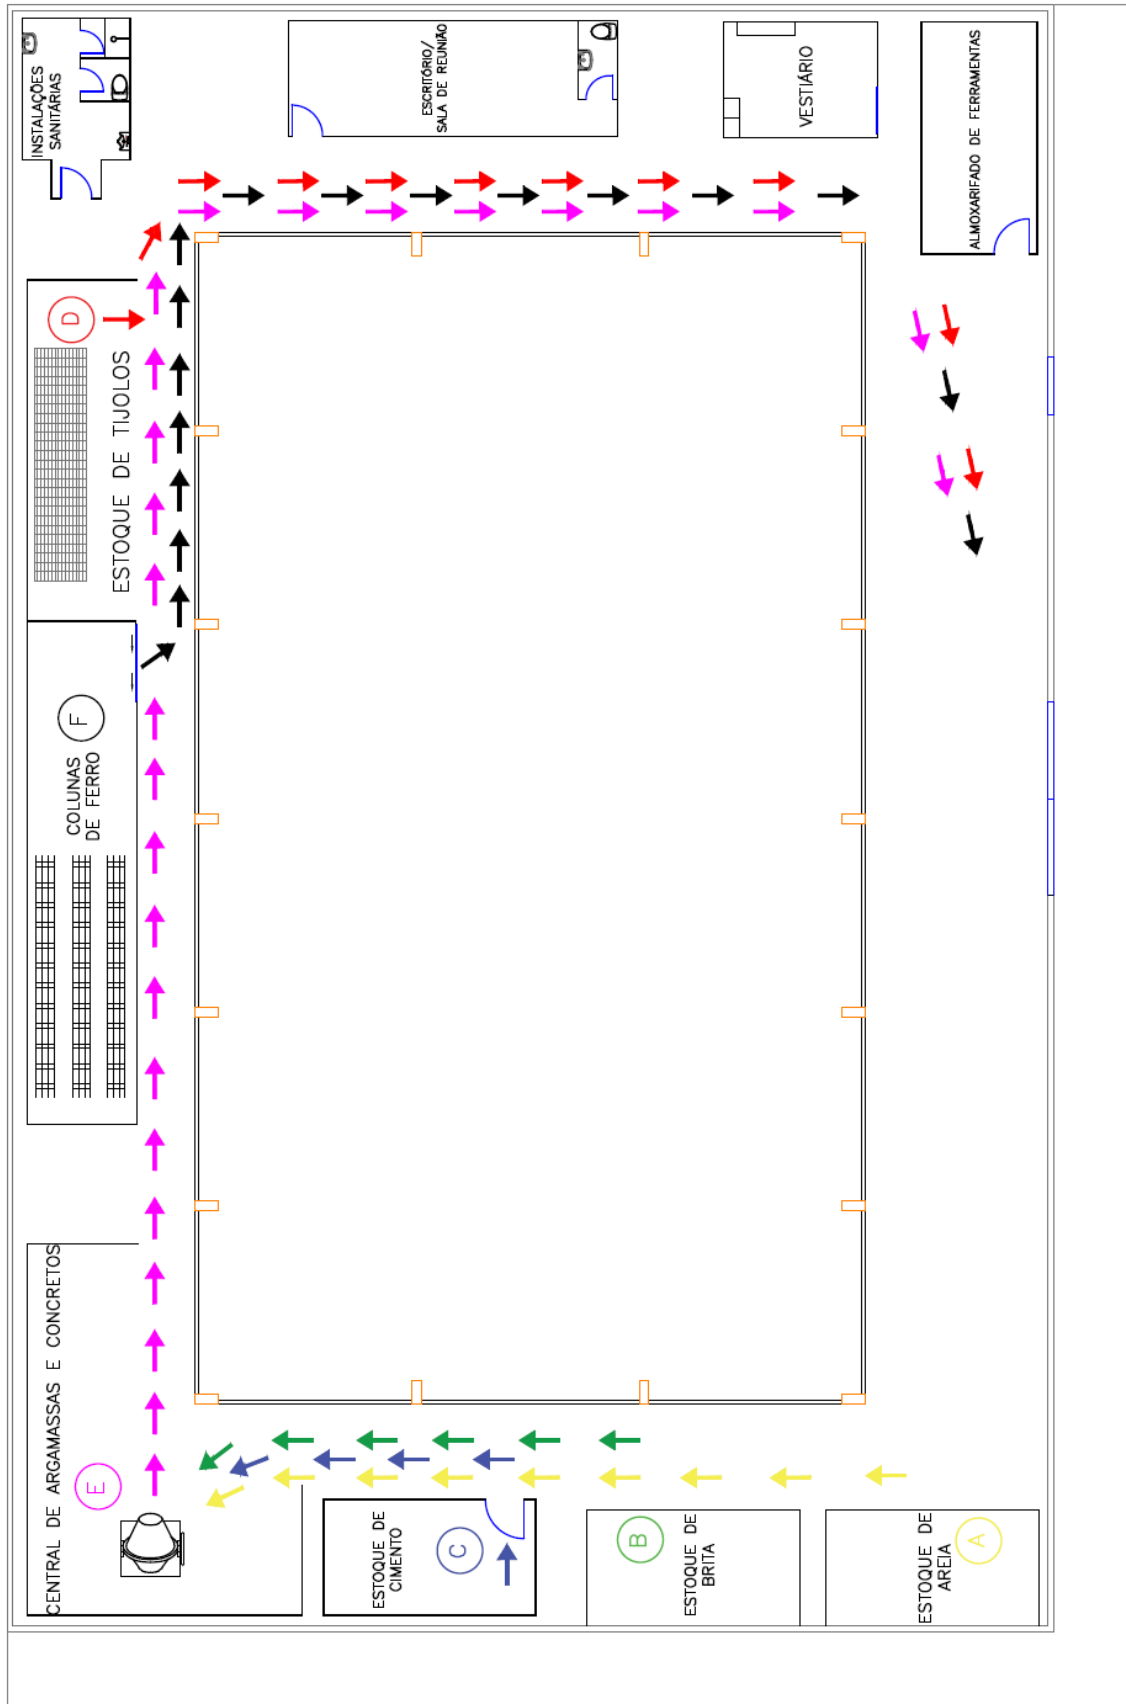 INSTALAÇÕES
SANITÁRIAS
ESCRITÓRIO/
SALA DE REUNIÃO
VESTIÁRIO
ALMOXARIFADO DE FERRAMENTAS
D
ESTOQUE DE TIJOLOS
F
COLUNAS
DE FERRO
CENTRAL DE ARGAMASSAS E CONCRETOS
E
ESTOQUE DE
CIMENTO
C
B
ESTOQUE DE
BRITA
ESTOQUE DE
AREIA
A